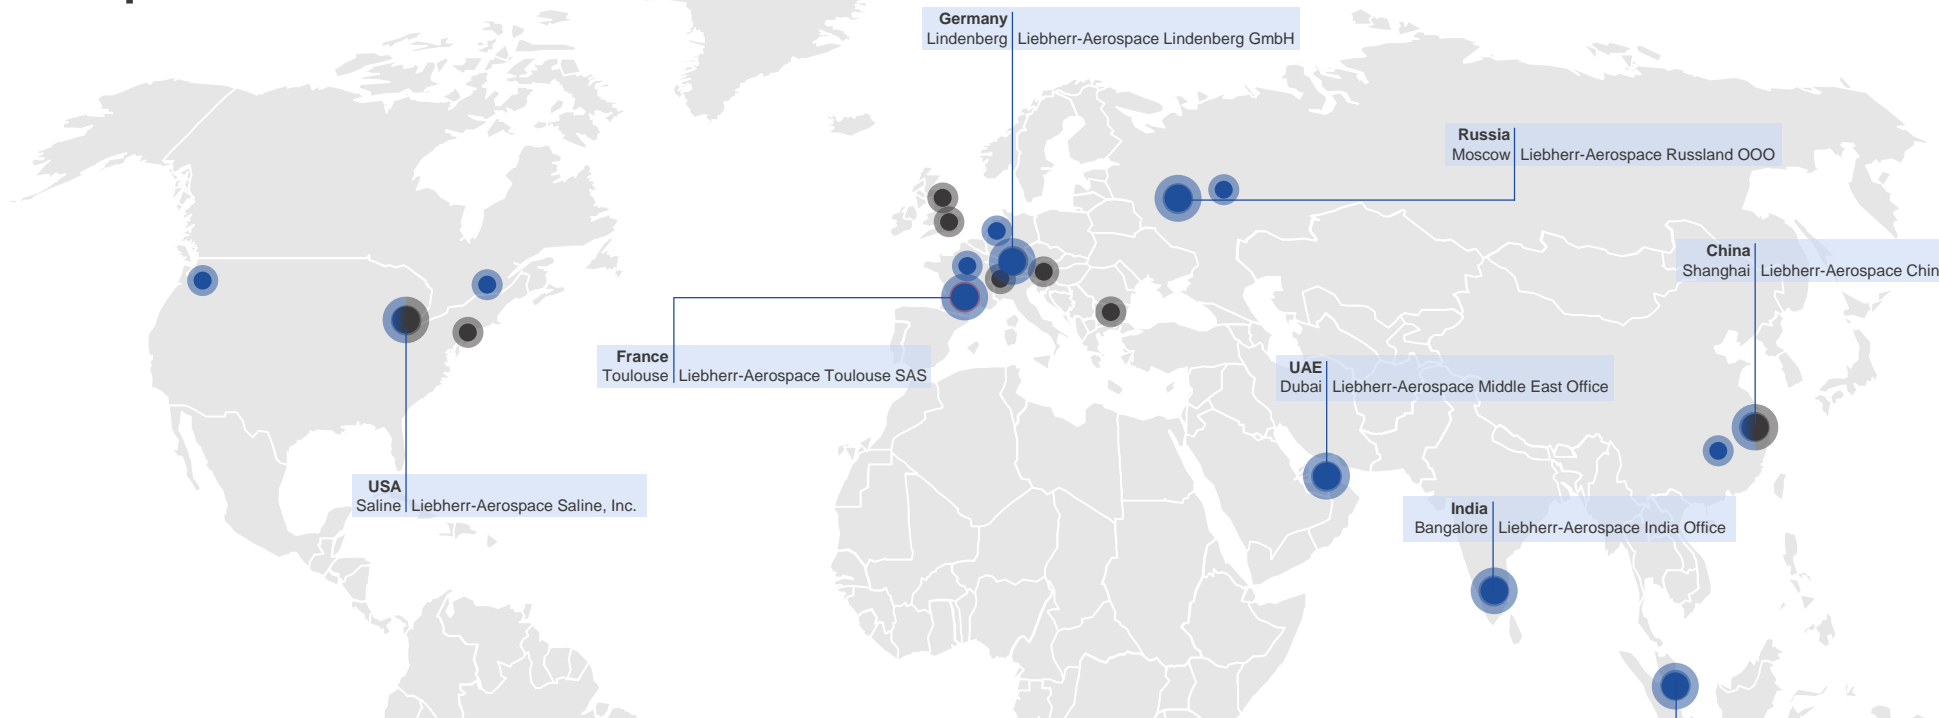 Germany
Lindenberg Liebherr-Aerospace Lindenberg GmbH
Russia
Moscow Liebherr-Aerospace Russland OOO
China
Shanghai Liebherr-Aerospace Chin
France
Toulouse Liebherr-Aerospace Toulouse SAS
UAE
Dubai Liebherr-Aerospace Middle East Office
USA
Saline Liebherr-Aerospace Saline, Inc.
India
Bangalore Liebherr-Aerospace India Office